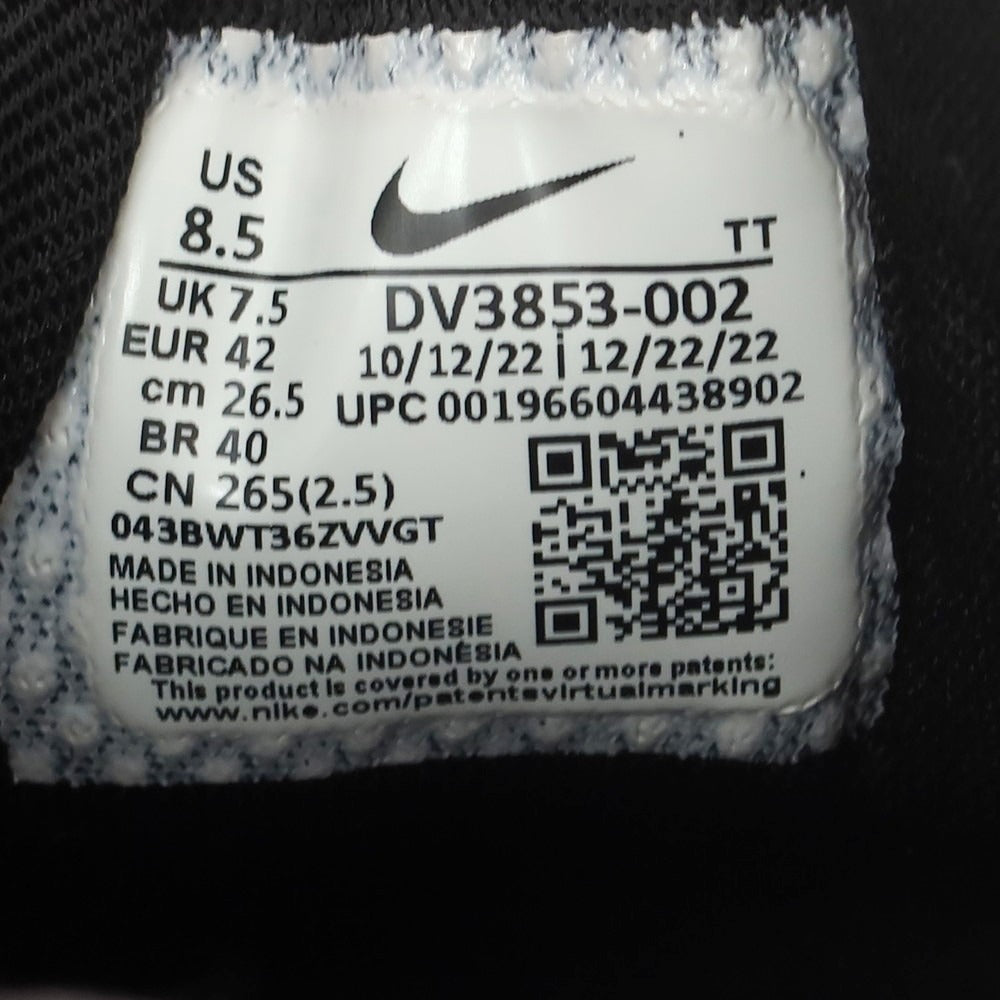 US
8.5
TT
UK 7.5
DV3853-002
EUR 42
10/12/22 | 12/22/22
cm 26.5
UPC 00196604438902
BR 40
CN 265(2.5)
043BWT36ZVVGT
MADE IN INDONESIA
HECHO EN INDONESIA
FABRIQUE EN INDONESIE
FABRICADO NA INDONÉSIA
This product is covered by one or more patents:
www.nike.com/patentsvirtualmarking